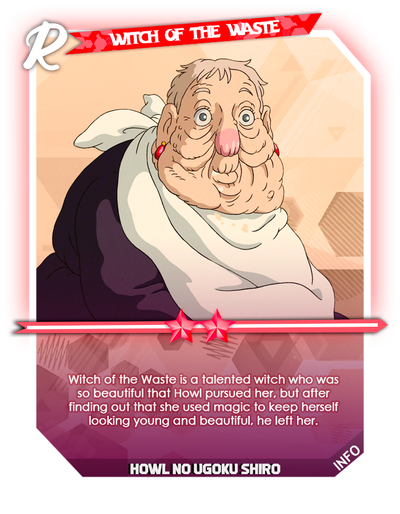 R
WITCH OF THE WASTE
Witch of the Waste is a talented witch who was
so beautiful that Howl pursued her, but after
finding out that she used magic to keep herself
looking young and beautiful, he left her.
INFO
HOWL NO UGOKU SHIRO